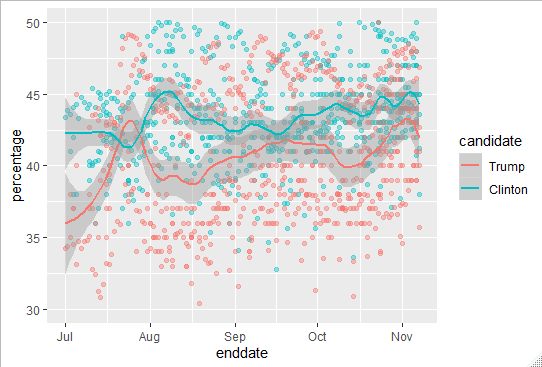 50
45
40
35
30
percentage
Jul Aug Sep Oct Nov
enddate
candidate
Trump
Clinton